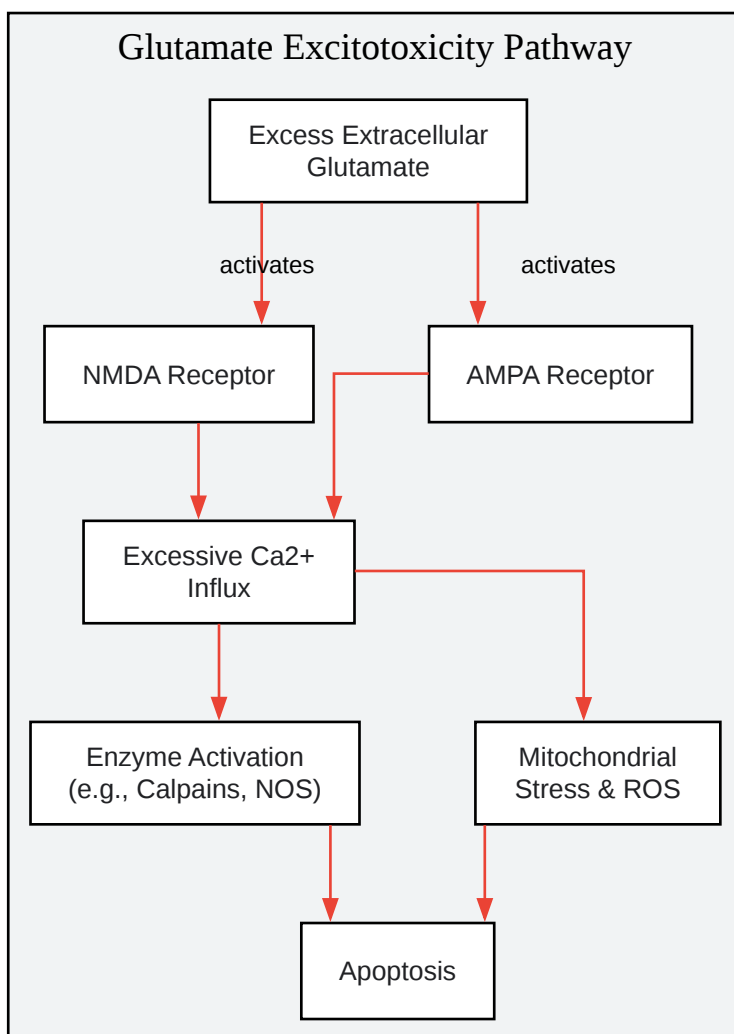 Glutamate Excitotoxicity Pathway
Excess Extracellular
Glutamate
activates
activates
NMDA Receptor
AMPA Receptor
Excessive Ca2+
Influx
Enzyme Activation
(e.g., Calpains, NOS)
Mitochondrial
Stress & ROS
Apoptosis